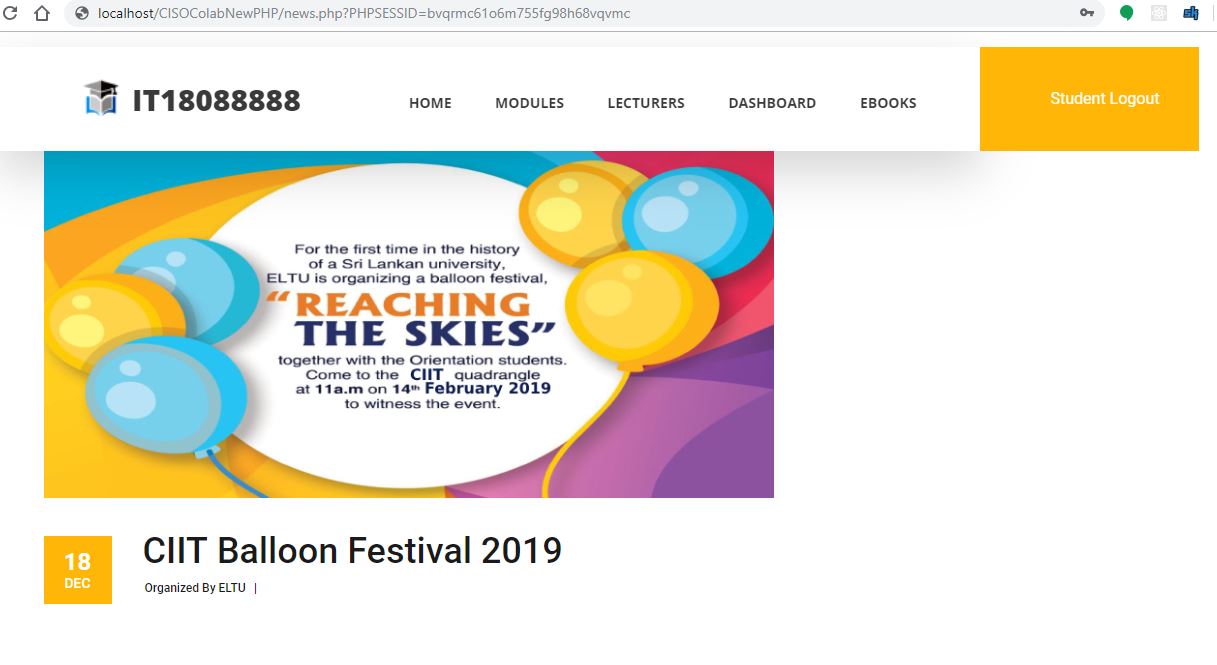 localhost/CISOColabNewPHP/news.php?PHPSESSID=bvqrmc61o6m755fg98h68vqvmc
IT18088888
HOME MODULES LECTURERS DASHBOARD EBOOKS
Student Logout
For the first time in the history
of a Sri Lankan university,
ELTU is organizing a balloon festival,
“REACHING
THE SKIES”
together with the Orientation students.
Come to the CIIT quadrangle
at 11a.m on 14th February 2019
to witness the event.
18
DEC
CIIT Balloon Festival 2019
Organized By ELTU |